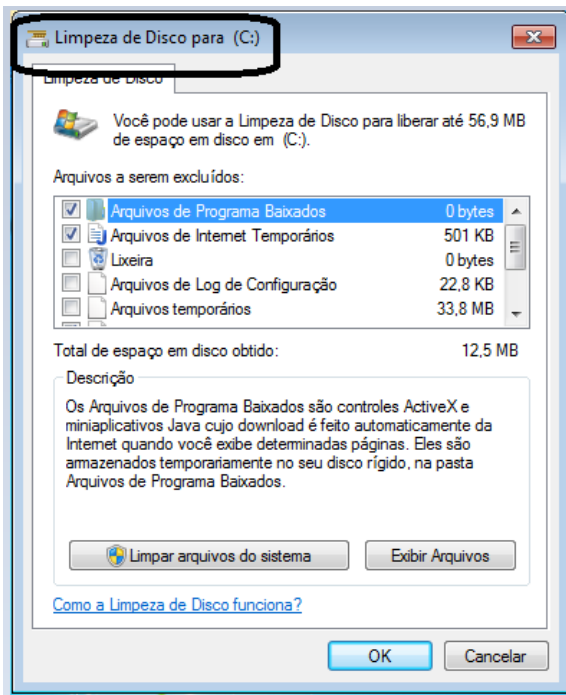 Limpeza de Disco para (C:)
Limpeza de Disco
Você pode usar a Limpeza de Disco para liberar até 56,9 MB
de espaço em disco em (C:).
Arquivos a serem excluídos:
Arquivos de Programa Baixados 0 bytes
Arquivos de Internet Temporários 501 KB
Lixeira 0 bytes
Arquivos de Log de Configuração 22,8 KB
Arquivos temporários 33,8 MB
Total de espaço em disco obtido: 12,5 MB
Descrição
Os Arquivos de Programa Baixados são controles ActiveX e
miniaplicativos Java cujo download é feito automaticamente da
Internet quando você exibe determinadas páginas. Eles são
armazenados temporariamente no seu disco rígido, na pasta
Arquivos de Programa Baixados.
Limpar arquivos do sistema Exibir Arquivos
Como a Limpeza de Disco funciona?
OK Cancelar